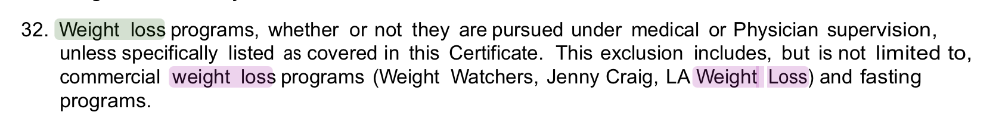 32. Weight loss programs, whether or not they are pursued under medical or Physician supervision,
unless specifically listed as covered in this Certificate. This exclusion includes, but is not limited to,
commercial weight loss programs (Weight Watchers, Jenny Craig, LA Weight Loss) and fasting
programs.